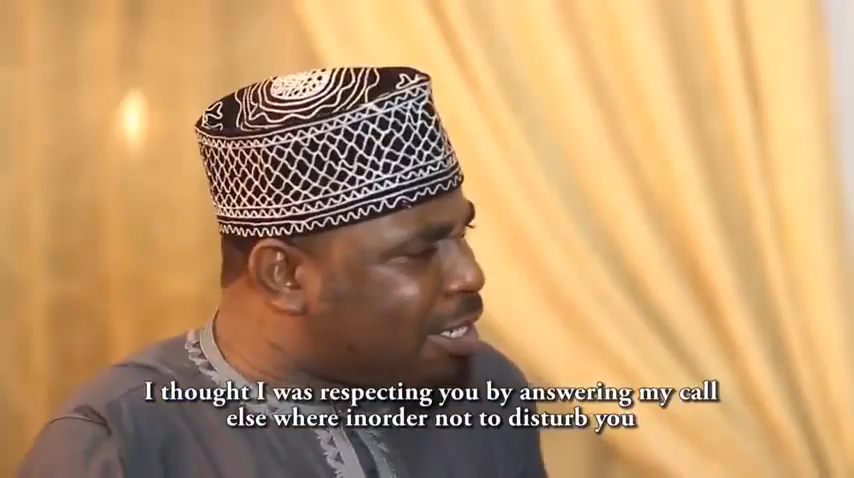 I thought I was respecting you by answering my call
else where inorder not to disturb you